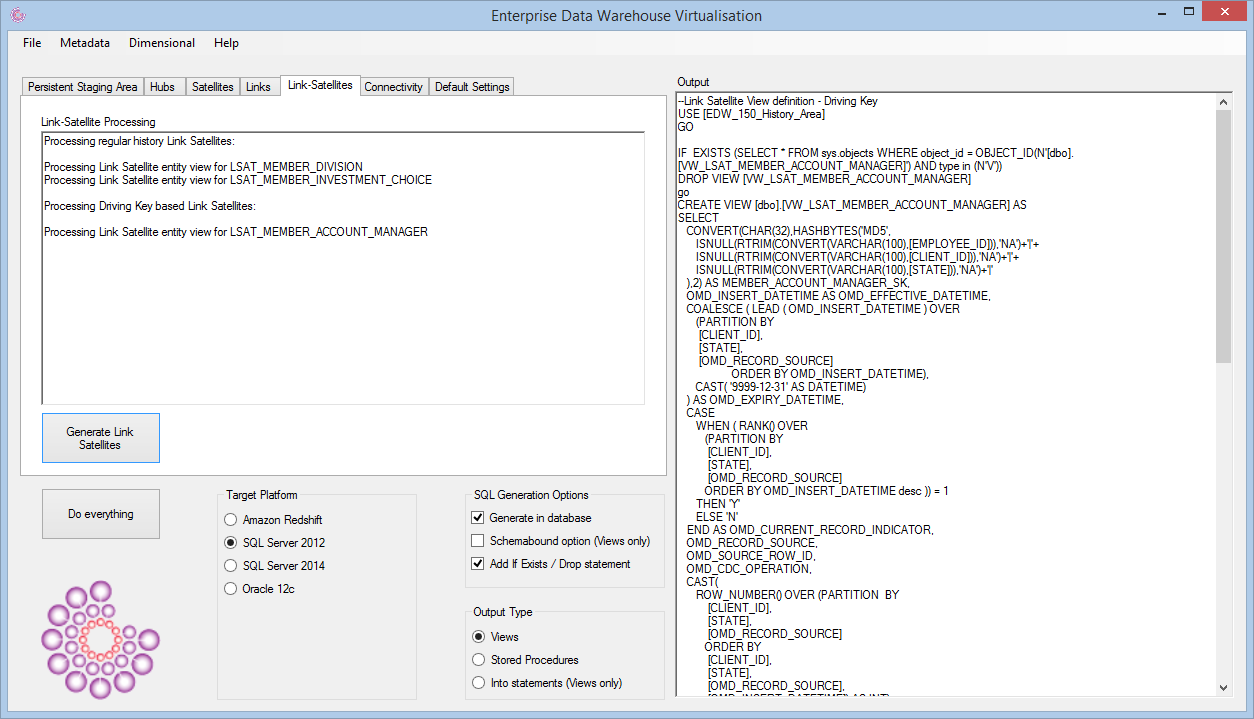 Enterprise Data Warehouse Virtualisation
File Metadata Dimensional Help
Persistent Staging Area Hubs Satellites Links Link-Satellites Connectivity Default Settings
Link-Satellite Processing
Processing regular history Link Satellites:
Processing Link Satellite entity view for LSAT_MEMBER_DIVISION
Processing Link Satellite entity view for LSAT_MEMBER_INVESTMENT_CHOICE
Processing Driving Key based Link Satellites:
Processing Link Satellite entity view for LSAT_MEMBER_ACCOUNT_MANAGER
Generate Link
Satellites
Do everything
Target Platform
Amazon Redshift
SQL Server 2012
SQL Server 2014
Oracle 12c
SQL Generation Options
Generate in database
Schemabound option (Views only)
Add If Exists / Drop statement
Output Type
Views
Stored Procedures
Into statements (Views only)
Output
--Link Satellite View definition - Driving Key
USE [EDW_150_History_Area]
GO
IF EXISTS (SELECT * FROM sys.objects WHERE object_id = OBJECT_ID(N'[dbo].
[VW_LSAT_MEMBER_ACCOUNT_MANAGER]') AND type in (N'V'))
DROP VIEW [VW_LSAT_MEMBER_ACCOUNT_MANAGER]
go
CREATE VIEW [dbo].[VW_LSAT_MEMBER_ACCOUNT_MANAGER] AS
SELECT
CONVERT(CHAR(32),HASHBYTES('MD5',
ISNULL(RTRIM(CONVERT(VARCHAR(100),[EMPLOYEE_ID])),'NA')+'|'+
ISNULL(RTRIM(CONVERT(VARCHAR(100),[CLIENT_ID])),'NA')+'|'+
ISNULL(RTRIM(CONVERT(VARCHAR(100),[STATE])),'NA')+'|'
),2) AS MEMBER_ACCOUNT_MANAGER_SK,
OMD_INSERT_DATETIME AS OMD_EFFECTIVE_DATETIME,
COALESCE ( LEAD ( OMD_INSERT_DATETIME ) OVER
(PARTITION BY
[CLIENT_ID],
[STATE],
[OMD_RECORD_SOURCE]
ORDER BY OMD_INSERT_DATETIME),
CAST( '9999-12-31' AS DATETIME)
) AS OMD_EXPIRY_DATETIME,
CASE
WHEN ( RANK() OVER
(PARTITION BY
[CLIENT_ID],
[STATE],
[OMD_RECORD_SOURCE]
ORDER BY OMD_INSERT_DATETIME desc )) = 1
THEN 'Y'
ELSE 'N'
END AS OMD_CURRENT_RECORD_INDICATOR,
OMD_RECORD_SOURCE,
OMD_SOURCE_ROW_ID,
OMD_CDC_OPERATION,
CAST(
ROW_NUMBER() OVER (PARTITION BY
[CLIENT_ID],
[STATE],
[OMD_RECORD_SOURCE]
ORDER BY
[CLIENT_ID],
[STATE],
[OMD_RECORD_SOURCE],